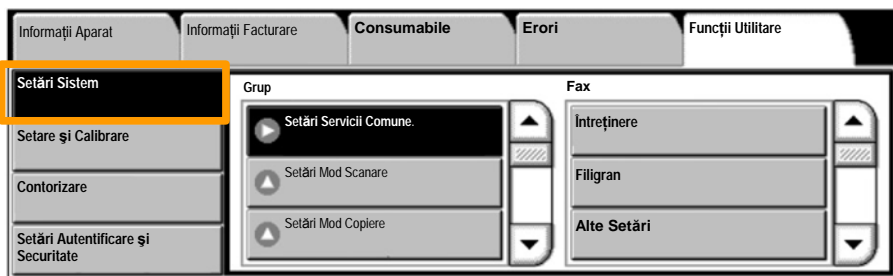 Informații Aparat
Informații Facturare
Consumabile
Erori
Funcții Utilitare
Setări Sistem
Setare și Calibrare
Contorizare
Setări Autentificare și
Securitate
Grup
Setări Servicii Comune.
Setări Mod Scanare
Setări Mod Copiere
Fax
Întreținere
Filigran
Alte Setări